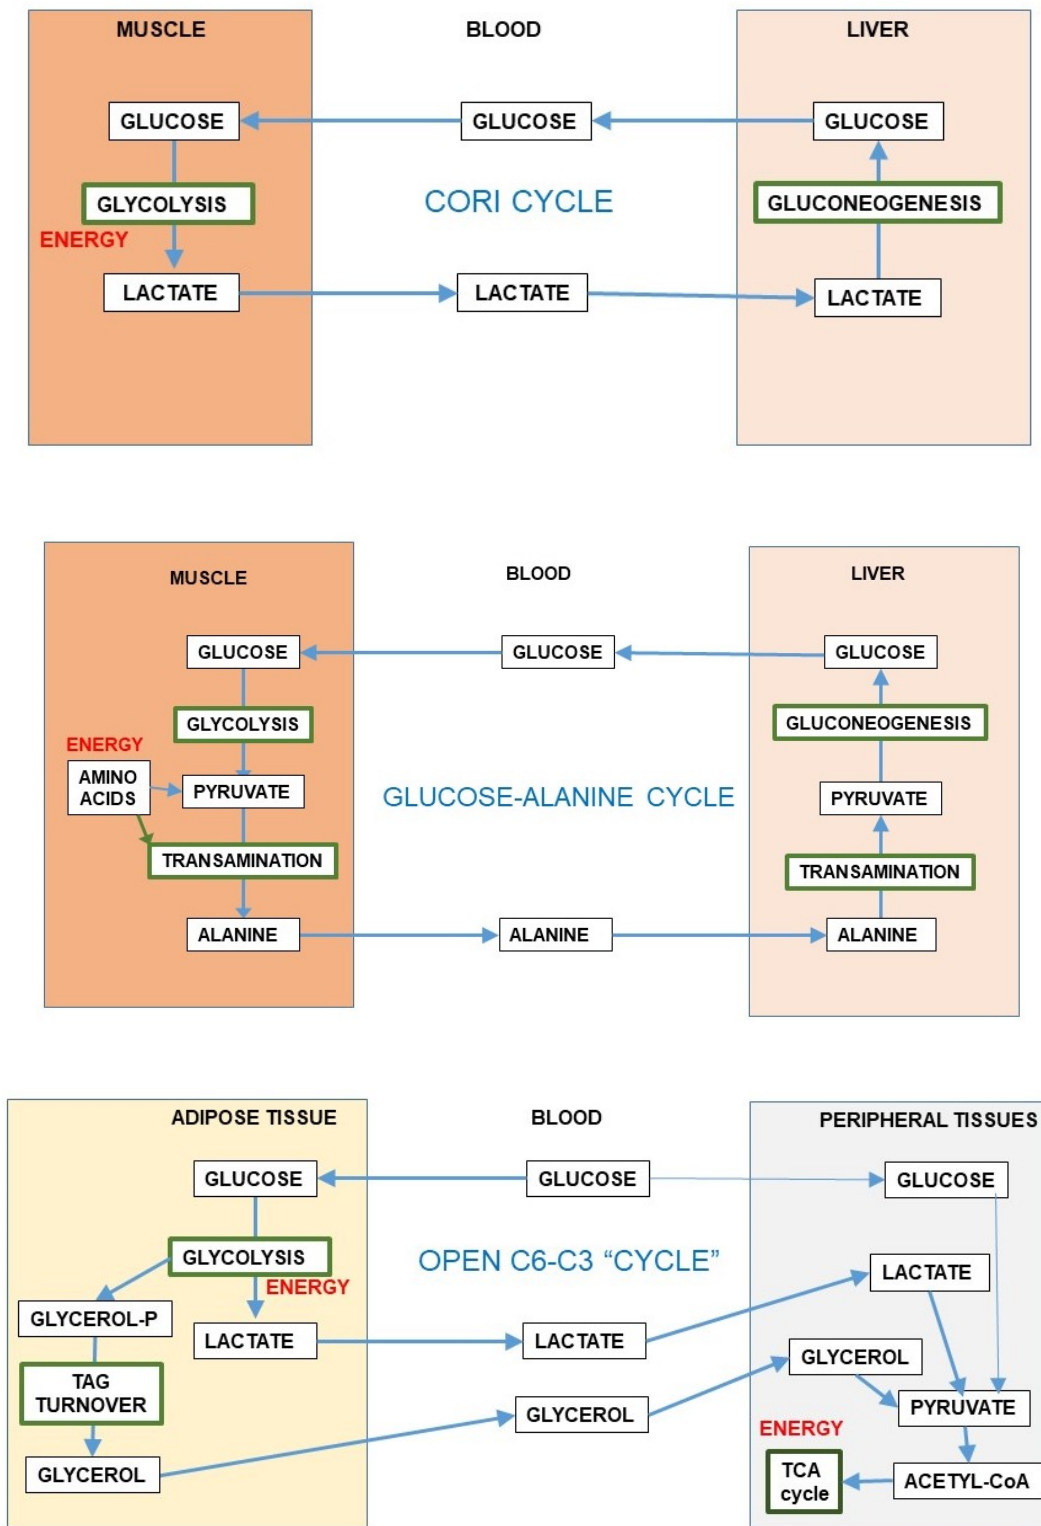 MUSCLE
BLOOD
LIVER
GLUCOSE
GLUCOSE
GLUCOSE
GLYCOLYSIS
CORI CYCLE
GLUCONEOGENESIS
ENERGY
LACTATE
LACTATE
LACTATE
MUSCLE
BLOOD
LIVER
GLUCOSE
GLUCOSE
GLUCOSE
GLYCOLYSIS
GLUCONEOGENESIS
ENERGY
AMINO
ACIDS
PYRUVATE
GLUCOSE-ALANINE CYCLE
PYRUVATE
TRANSAMINATION
TRANSAMINATION
ALANINE
ALANINE
ALANINE
ADIPOSE TISSUE
BLOOD
PERIPHERAL TISSUES
GLUCOSE
GLUCOSE
GLUCOSE
GLYCOLYSIS
OPEN C6-C3 “CYCLE”
ENERGY
LACTATE
GLYCEROL-P
LACTATE
LACTATE
GLYCEROL
TAG
TURNOVER
GLYCEROL
PYRUVATE
ENERGY
GLYCEROL
TCA
cycle
ACETYL-CoA